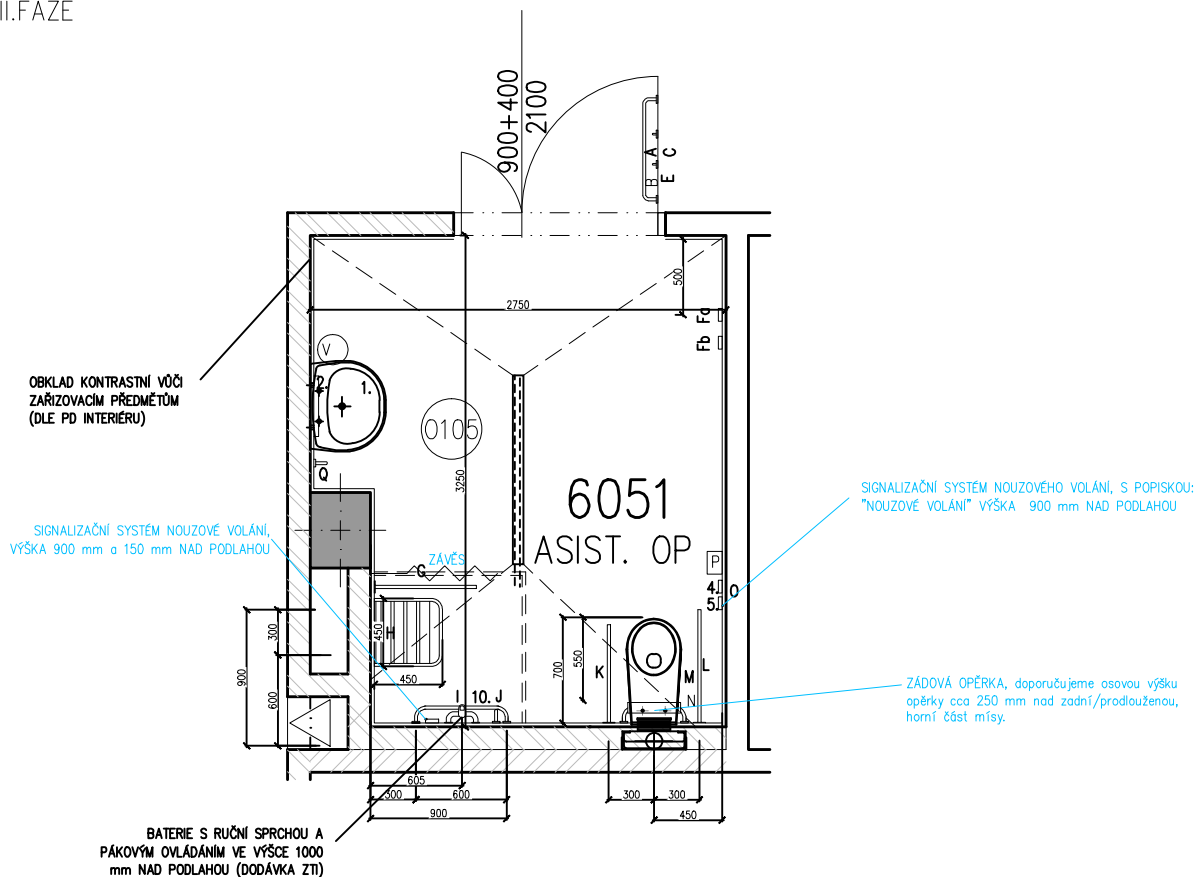 II.FÁZE
900+400
2100
A
C
B
E
500
2750
Fa
Fb
V
OBKLAD KONTRASTNÍ VŮČI
ZAŘIZOVACÍM PŘEDMĚTŮM
(DLE PD INTERIÉRU)
2.
1.
0105
Q
3250
6051
ASIST. OP
SIGNALIZAČNÍ SYSTÉM NOUZOVÉHO VOLÁNÍ, S POPISKOU:
"NOUZOVÉ VOLÁNÍ" VÝŠKA 900 mm NAD PODLAHOU
SIGNALIZAČNÍ SYSTÉM NOUZOVÉ VOLÁNÍ,
VÝŠKA 900 mm a 150 mm NAD PODLAHOU
ZÁVĚS
G
P
4.
O
5.
300
900
600
450
H
450
700
550
K
L
M
N
I 10. J
ZÁDOVÁ OPĚRKA, doporučujeme osovou výšku
opěrky cca 250 mm nad zadní/prodlouženou,
horní část mísy.
605
300
600
900
300
300
450
BATERIE S RUČNÍ SPRCHOU A
PÁKOVÝM OVLÁDÁNÍM VE VÝŠCE 1000
mm NAD PODLAHOU (DODÁVKA ZTI)